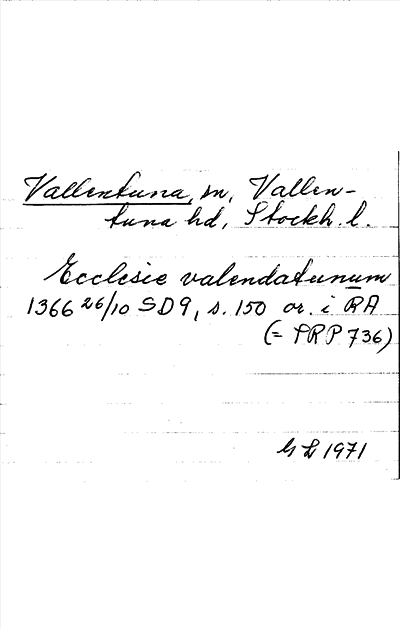 Vallentuna, sn, Vallen-
tuna hd, Stockh. l.
Ecclesie valendatunum
1366 26/10 SD 9, s. 150 or. i RA
(= PRP 736)
GL 1971